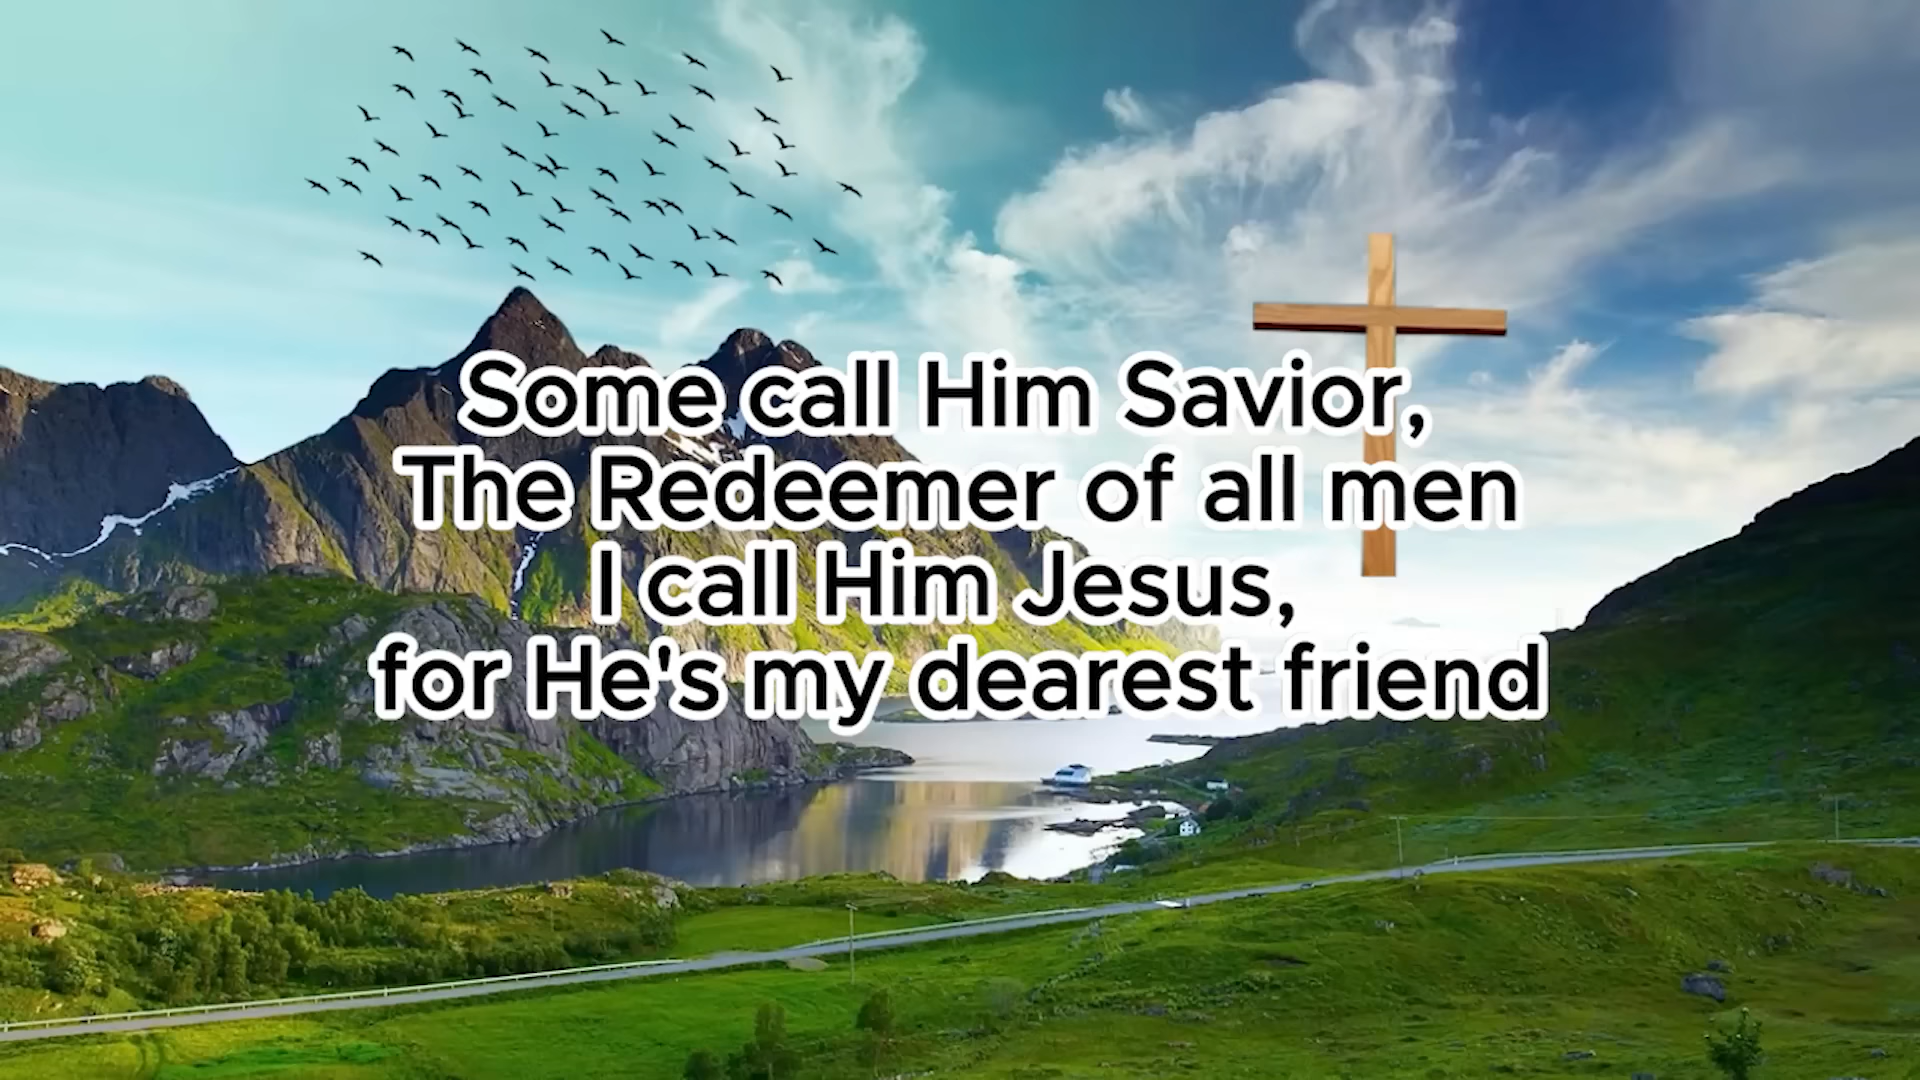 Some call Him Savior,
The Redeemer of all men
I call Him Jesus,
for He's my dearest friend